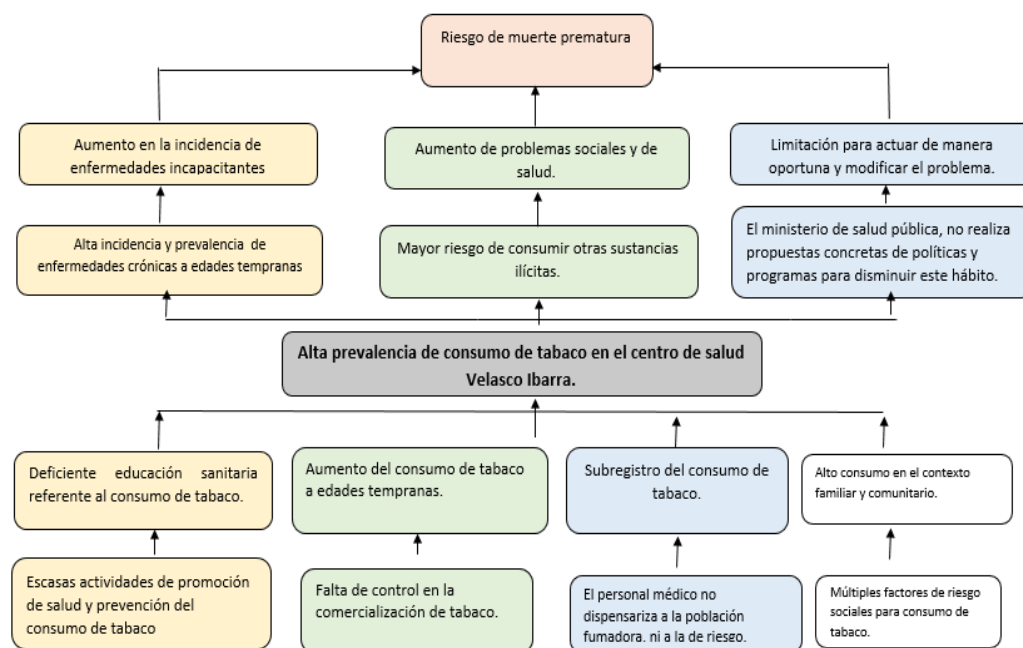 Riesgo de muerte prematura
Aumento en la incidencia de
enfermedades incapacitantes
Aumento de problemas sociales y de
salud.
Limitación para actuar de manera
oportuna y modificar el problema.
Alta incidencia y prevalencia de
enfermedades crónicas a edades tempranas
Mayor riesgo de consumir otras sustancias
ilícitas.
El ministerio de salud pública, no realiza
propuestas concretas de políticas y
programas para disminuir este hábito.
Alta prevalencia de consumo de tabaco en el centro de salud
Velasco Ibarra.
Deficiente educación sanitaria
referente al consumo de tabaco.
Aumento del consumo de tabaco
a edades tempranas.
Subregistro del consumo de
tabaco.
Alto consumo en el contexto
familiar y comunitario.
Escasas actividades de promoción
de salud y prevención del
consumo de tabaco
Falta de control en la
comercialización de tabaco.
El personal médico no
dispensariza a la población
fumadora, ni a la de riesgo.
Múltiples factores de riesgo
sociales para consumo de
tabaco.